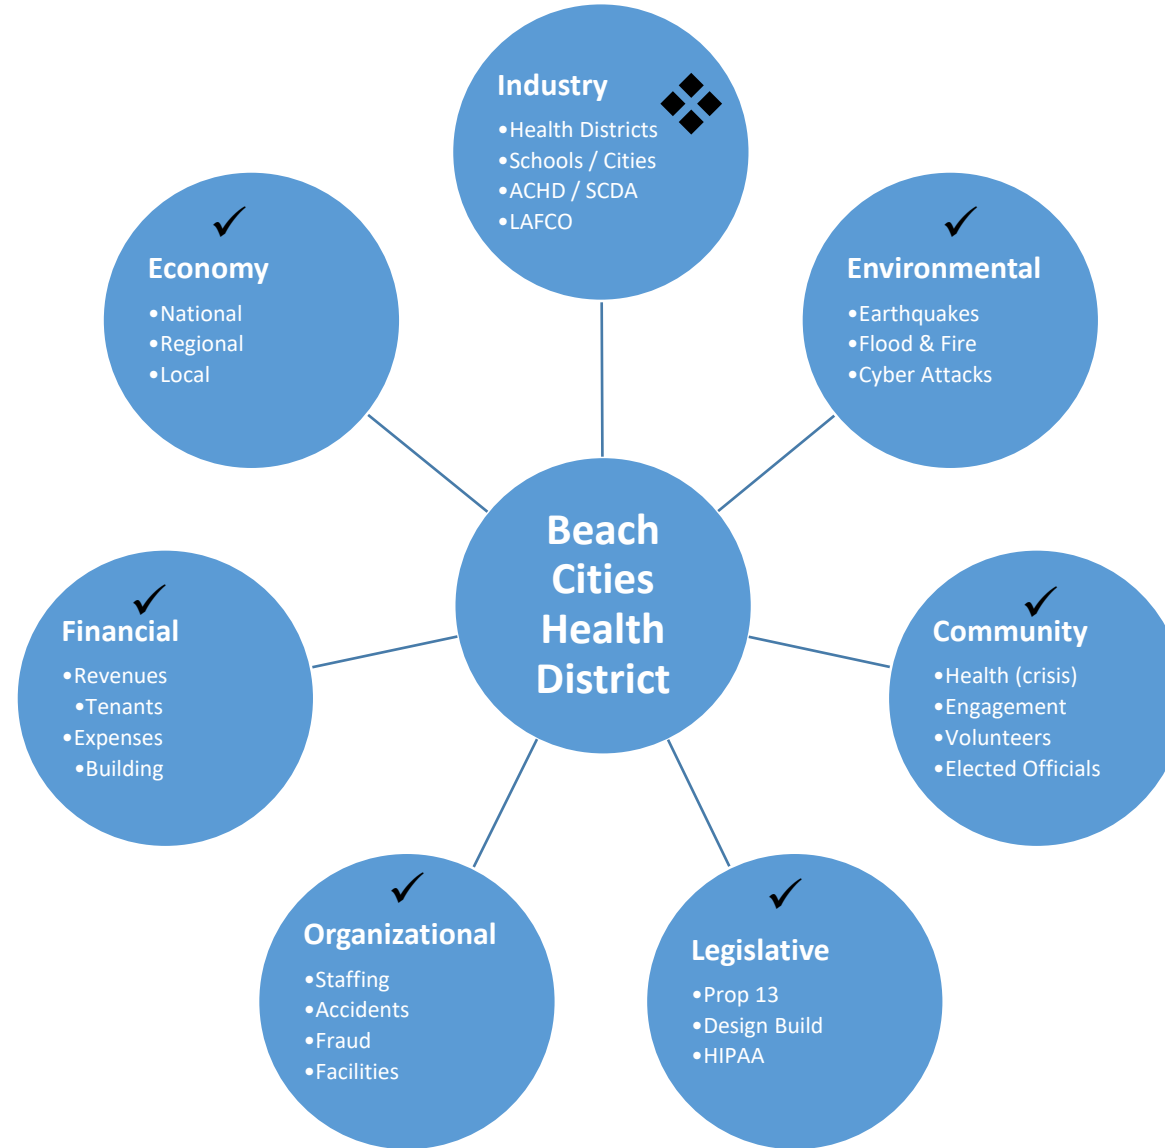 Industry
•Health Districts
•Schools / Cities
•ACHD / SCDA
•LAFCO
Environmental
•Earthquakes
•Flood & Fire
•Cyber Attacks
Community
•Health (crisis)
•Engagement
•Volunteers
•Elected Officials
Legislative
•Prop 13
•Design Build
•HIPAA
Organizational
•Staffing
•Accidents
•Fraud
•Facilities
Financial
•Revenues
•Tenants
•Expenses
•Building
Economy
•National
•Regional
•Local
Beach
Cities
Health
District